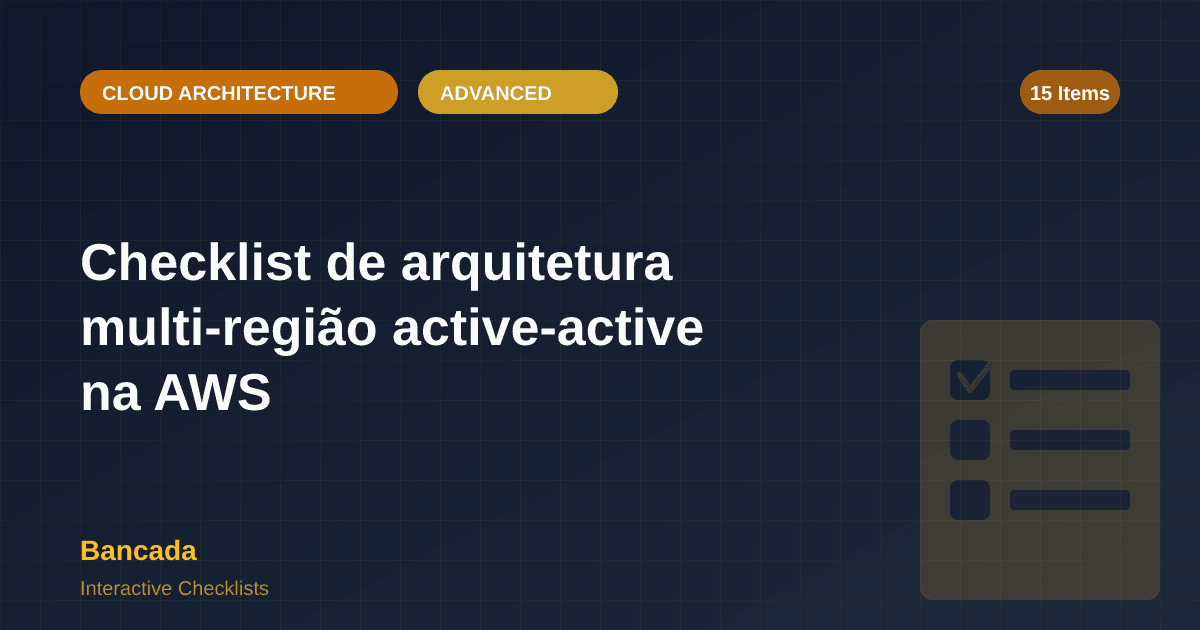 CLOUD ARCHITECTURE
ADVANCED
15 Items
Checklist de arquitetura
multi-região active-active
na AWS
Bancada
Interactive Checklists